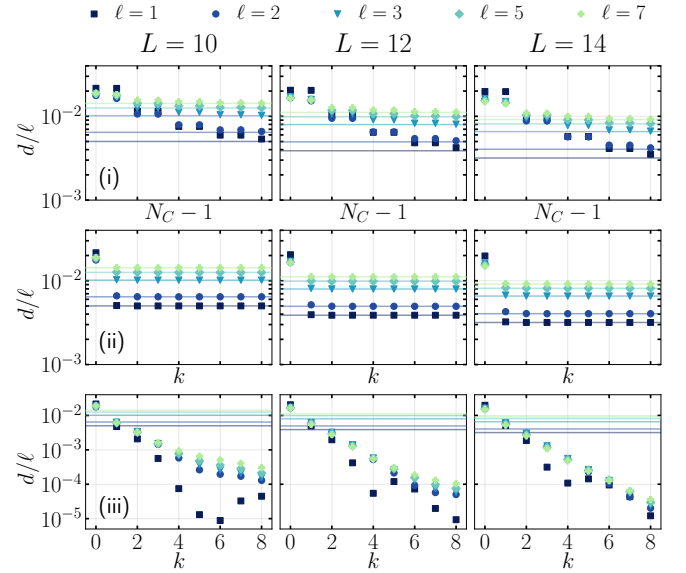 ℓ = 1 ℓ = 2 ℓ = 3 ℓ = 5 ℓ = 7
L = 10 L = 12 L = 14
d/ℓ
10⁻²
10⁻³
(i)
N_C − 1 N_C − 1 N_C − 1
d/ℓ
10⁻²
10⁻³
(ii)
k k k
d/ℓ
10⁻²
10⁻³
10⁻⁴
10⁻⁵
(iii)
0 2 4 6 8 0 2 4 6 8 0 2 4 6 8
k k k